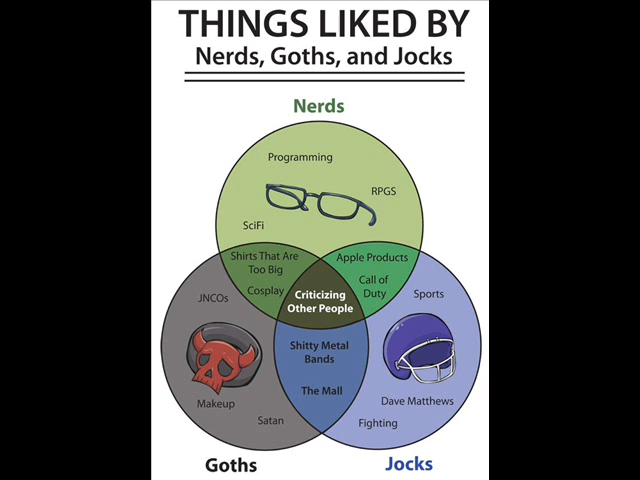 THINGS LIKED BY
Nerds, Goths, and Jocks
Nerds
Programming
RPGS
SciFi
Shirts That Are
Too Big
Cosplay
Apple Products
Call of
Duty
Criticizing
Other People
JNCOs
Sports
Shitty Metal
Bands
The Mall
Makeup
Satan
Dave Matthews
Fighting
Goths
Jocks